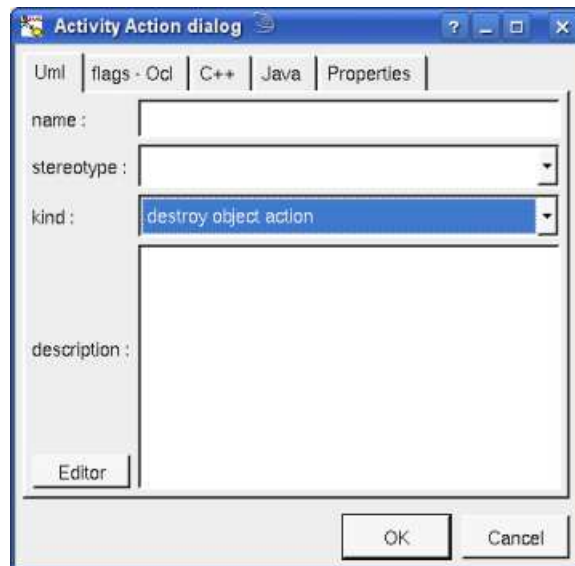 Activity Action dialog
Uml flags - Ocl C++ Java Properties
name :
stereotype :
kind : destroy object action
description :
Editor
OK Cancel